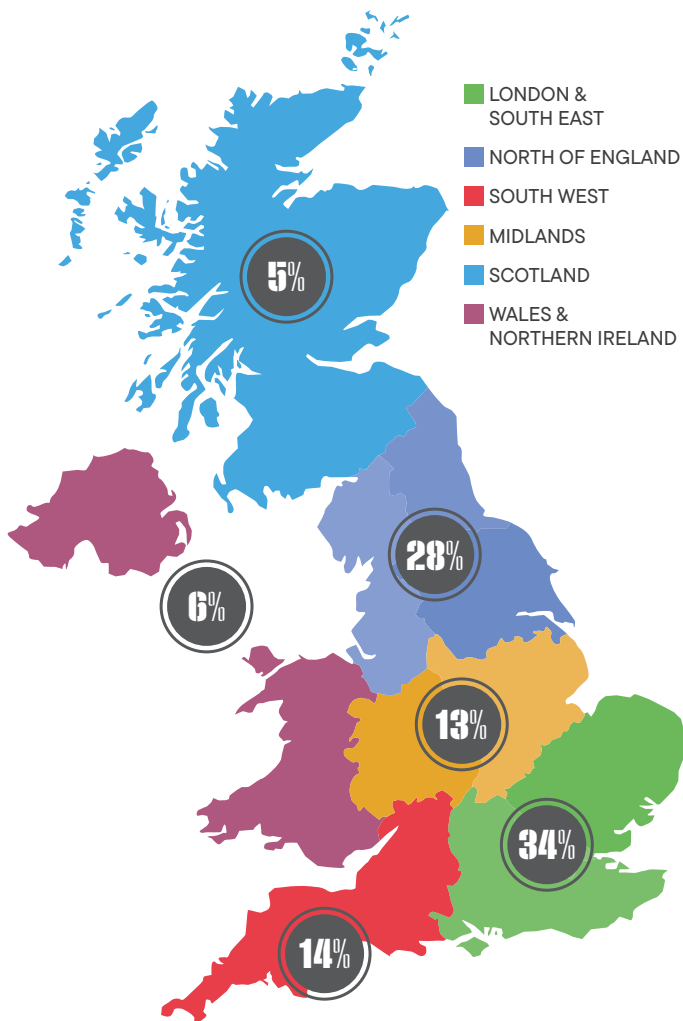 LONDON &
SOUTH EAST
NORTH OF ENGLAND
SOUTH WEST
MIDLANDS
SCOTLAND
WALES &
NORTHERN IRELAND
5%
28%
6%
13%
34%
14%